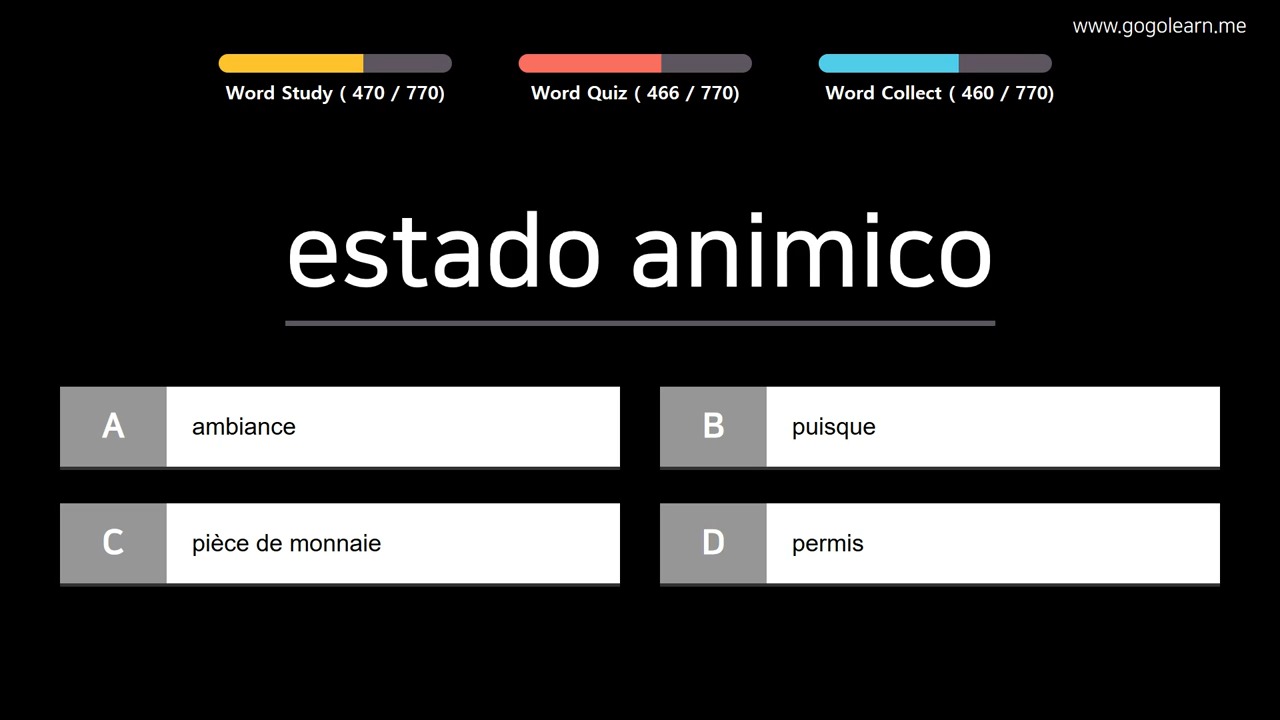 www.gogolearn.me
Word Study ( 470 / 770)
Word Quiz ( 466 / 770)
Word Collect ( 460 / 770)
estado animico
A ambiance
B puisque
C pièce de monnaie
D permis